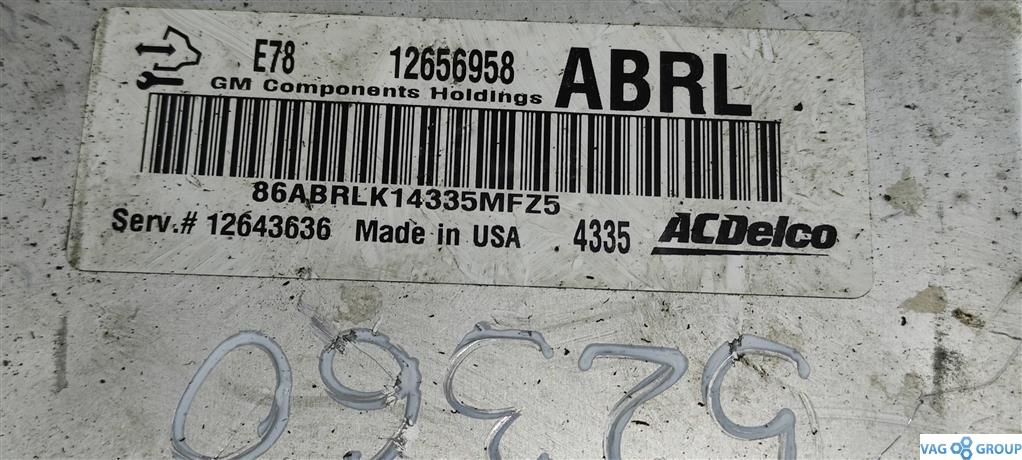 E78 12656958 ABRL
GM Components Holdings
86ABRLK14335MFZ5
Serv.# 12643636 Made in USA 4335 ACDelco
VAG GROUP